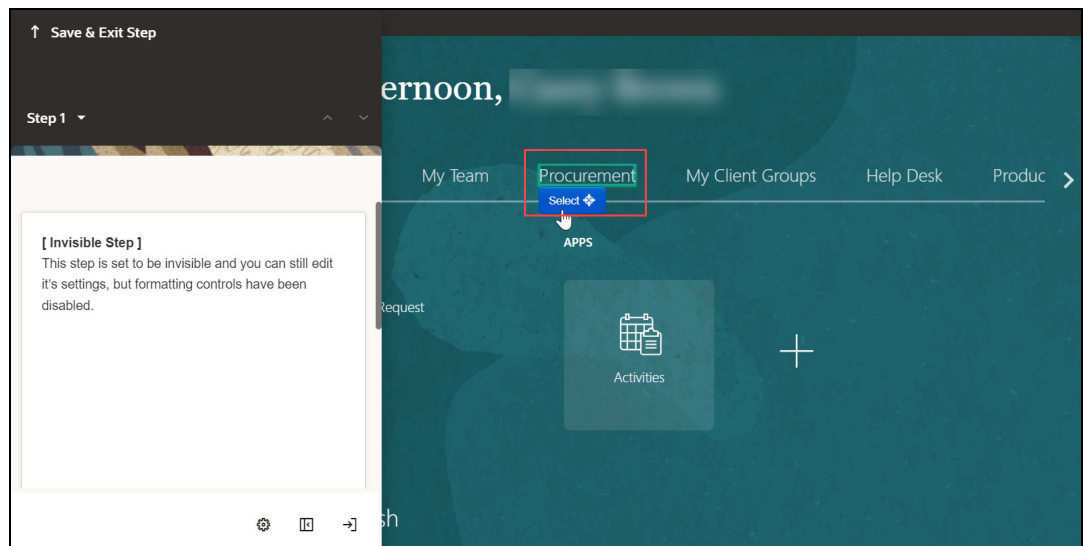 Save & Exit Step
Step 1
[ Invisible Step ]
This step is set to be invisible and you can still edit
it's settings, but formatting controls have been
disabled.
ernoon,
My Team
Procurement
My Client Groups
Help Desk
Produc
Select
APPS
Request
Activities
sh